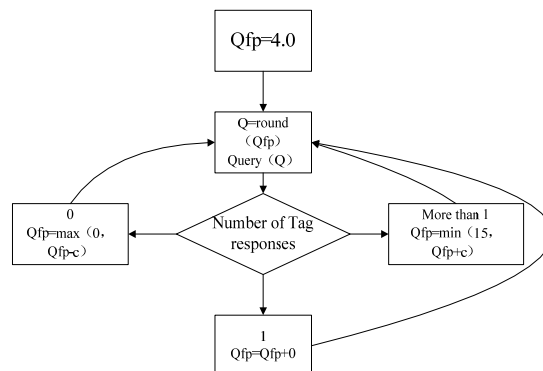 Qfp=4.0
Q=round
（Qfp）
Query（Q）
Number of Tag
responses
0
Qfp=max（0,
Qfp-c）
More than 1
Qfp=min（15,
Qfp+c）
1
Qfp=Qfp+0